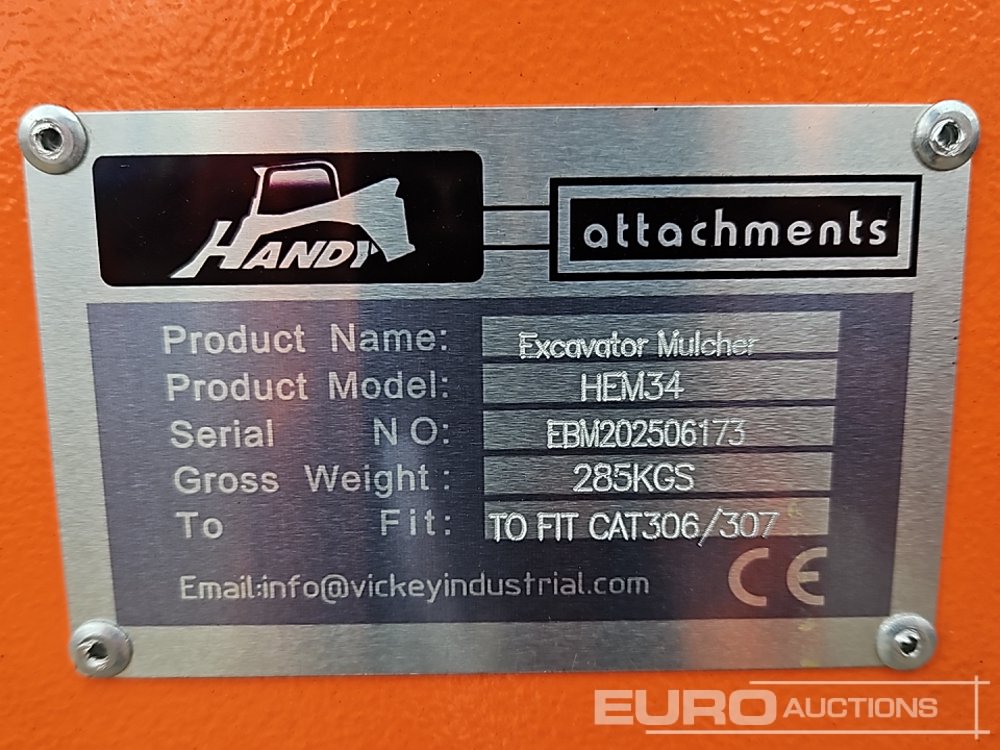 HANDY
attachments
Product Name: Excavator Mulcher
Product Model: HEM34
Serial NO: EBM202506173
Gross Weight: 285KGS
To Fit: TO FIT CAT306/307
Email:info@vickeyindustrial.com
CE
EURO AUCTIONS